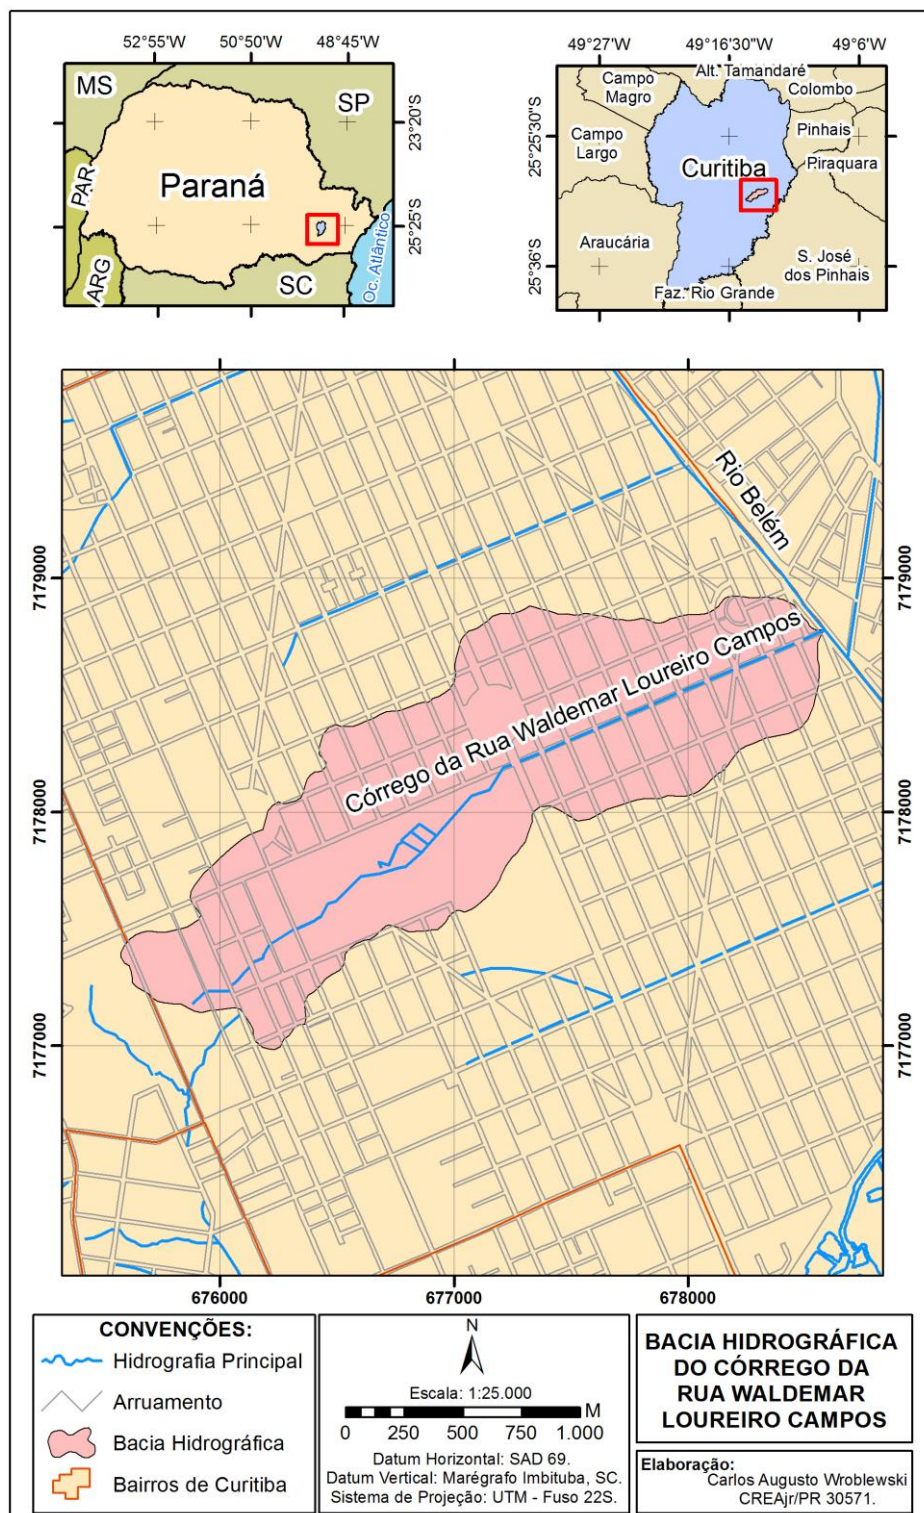 52°55'W 50°50'W 48°45'W
MS
SP
23°20'S
PAR
Paraná
25°25'S
ARG
SC
Oc. Atlântico
49°27'W 49°16'30"W 49°6'W
Alt. Tamandaré
Campo
Magro
Colombo
25°25'30"S
Campo
Largo
Pinhais
Curitiba
Piraquara
Araucária
S. José
dos Pinhais
25°36'S
Faz. Rio Grande
Rio Belém
7179000 7179000
Córrego da Rua Waldemar Loureiro Campos
7178000 7178000
7177000 7177000
676000 677000 678000
CONVENÇÕES:
Hidrografia Principal
Arruamento
Bacia Hidrográfica
Bairros de Curitiba
N
Escala: 1:25.000
M
0 250 500 750 1.000
Datum Horizontal: SAD 69.
Datum Vertical: Marégrafo Imbituba, SC.
Sistema de Projeção: UTM - Fuso 22S.
BACIA HIDROGRÁFICA
DO CÓRREGO DA
RUA WALDEMAR
LOUREIRO CAMPOS
Elaboração:
Carlos Augusto Wroblewski
CREAjr/PR 30571.